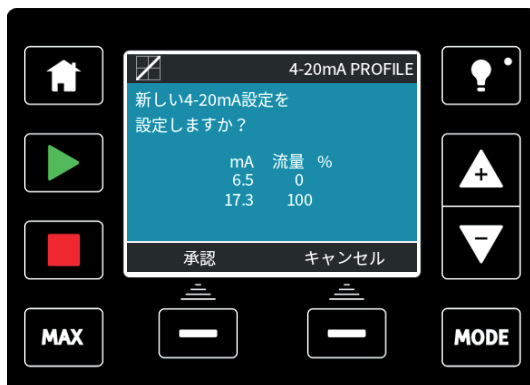 4-20mA PROFILE
新しい4-20mA設定を
設定しますか？
mA 流量 %
6.5 0
17.3 100
承認 キャンセル
MAX MODE